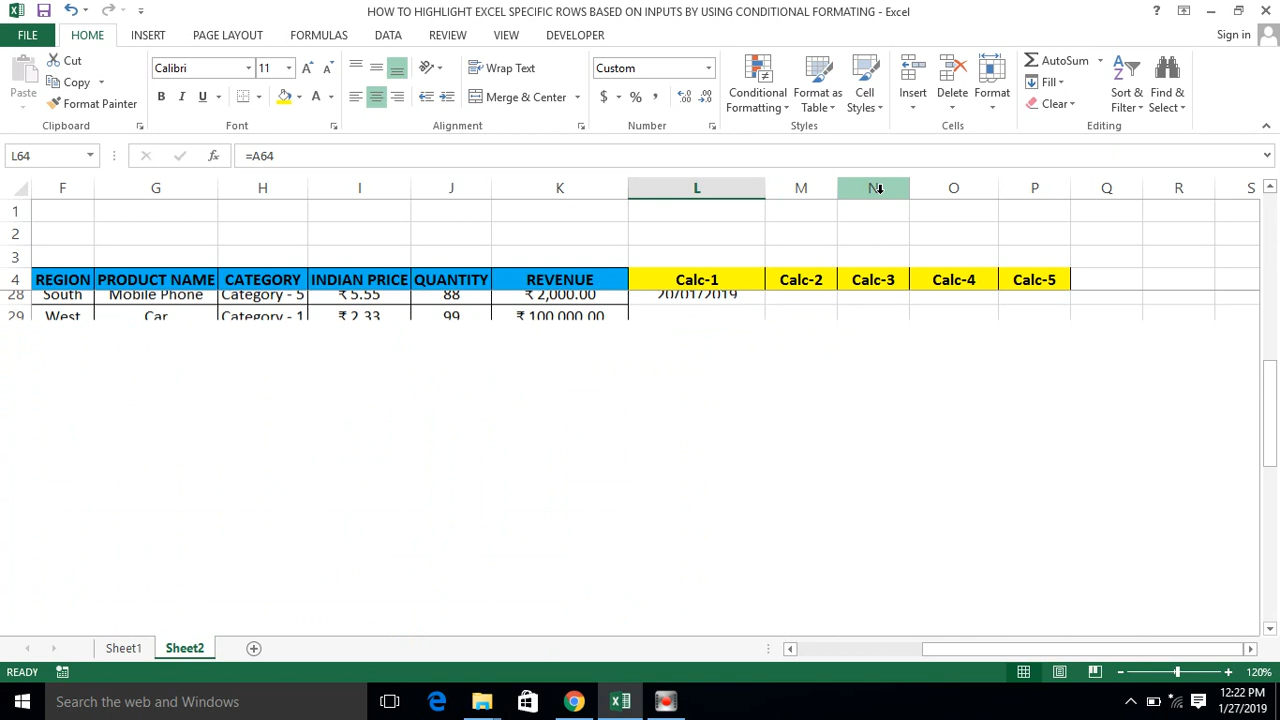 HOW TO HIGHLIGHT EXCEL SPECIFIC ROWS BASED ON INPUTS BY USING CONDITIONAL FORMATING - Excel
FILE HOME INSERT PAGE LAYOUT FORMULAS DATA REVIEW VIEW DEVELOPER Sign in
Paste Cut Copy Format Painter
Calibri 11
B I U A
Wrap Text
Merge & Center
Custom
$ % ,
Conditional Formatting
Format as Table
Cell Styles
Insert Delete Format
AutoSum
Fill
Clear
Sort & Filter
Find & Select
Clipboard Font Alignment Number Styles Cells Editing
L64 fx =A64
F G H I J K L M N O P Q R S
1
2
3
4 REGION PRODUCT NAME CATEGORY INDIAN PRICE QUANTITY REVENUE Calc-1 Calc-2 Calc-3 Calc-4 Calc-5
28 South Mobile Phone Category - 5 ₹ 5.55 88 ₹ 2,000.00 20/01/2019
29 West Car Category - 1 ₹ 2.33 99 ₹ 100,000.00
Sheet1 Sheet2
READY 120%
Search the web and Windows
12:22 PM
1/27/2019